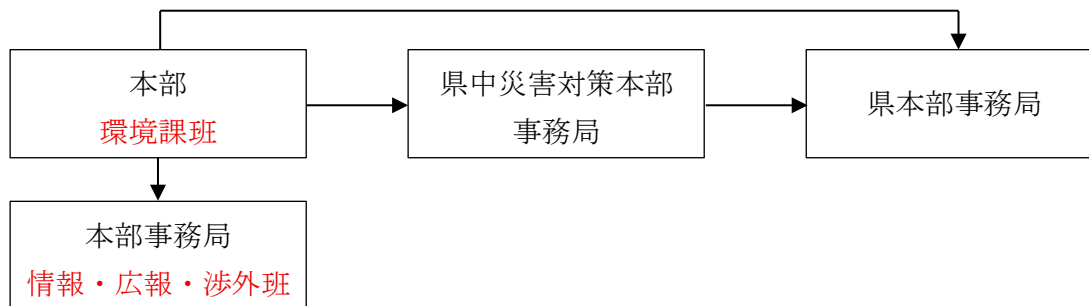 本部
環境課班
県中災害対策本部
事務局
県本部事務局
本部事務局
情報・広報・渉外班